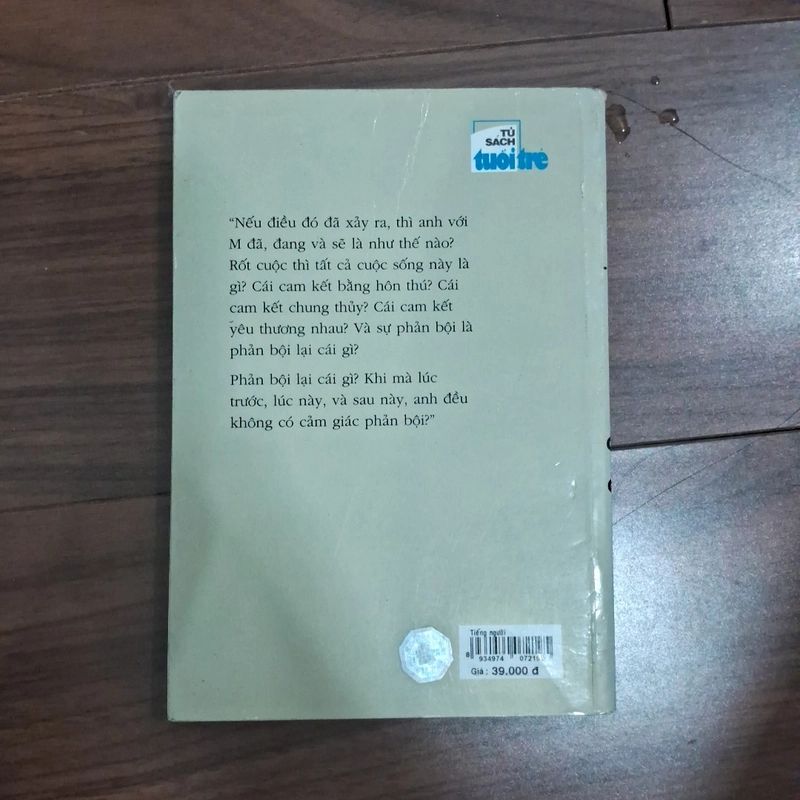 TỦ
SÁCH
tuổi trẻ
“Nếu điều đó đã xảy ra, thì anh với
M đã, đang và sẽ là như thế nào?
Rốt cuộc thì tất cả cuộc sống này là
gì? Cái cam kết bằng hôn thú? Cái
cam kết chung thủy? Cái cam kết
yêu thương nhau? Và sự phản bội là
phản bội lại cái gì?
Phản bội lại cái gì? Khi mà lúc
trước, lúc này, và sau này, anh đều
không có cảm giác phản bội?”
Tiếng người
8 934974
Giá : 39.000 đ